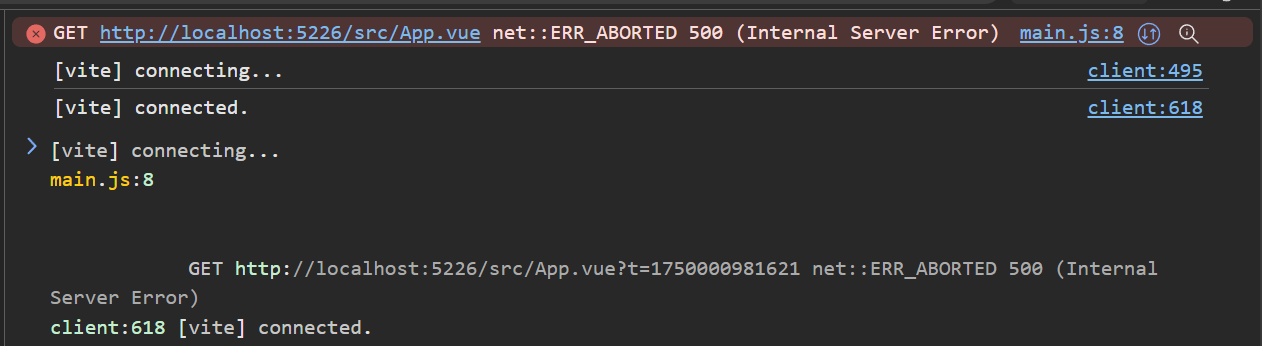 GET http://localhost:5226/src/App.vue net::ERR_ABORTED 500 (Internal Server Error) main.js:8
[vite] connecting... client:495
[vite] connected. client:618
[vite] connecting...
main.js:8
GET http://localhost:5226/src/App.vue?t=1750000981621 net::ERR_ABORTED 500 (Internal
Server Error)
client:618 [vite] connected.